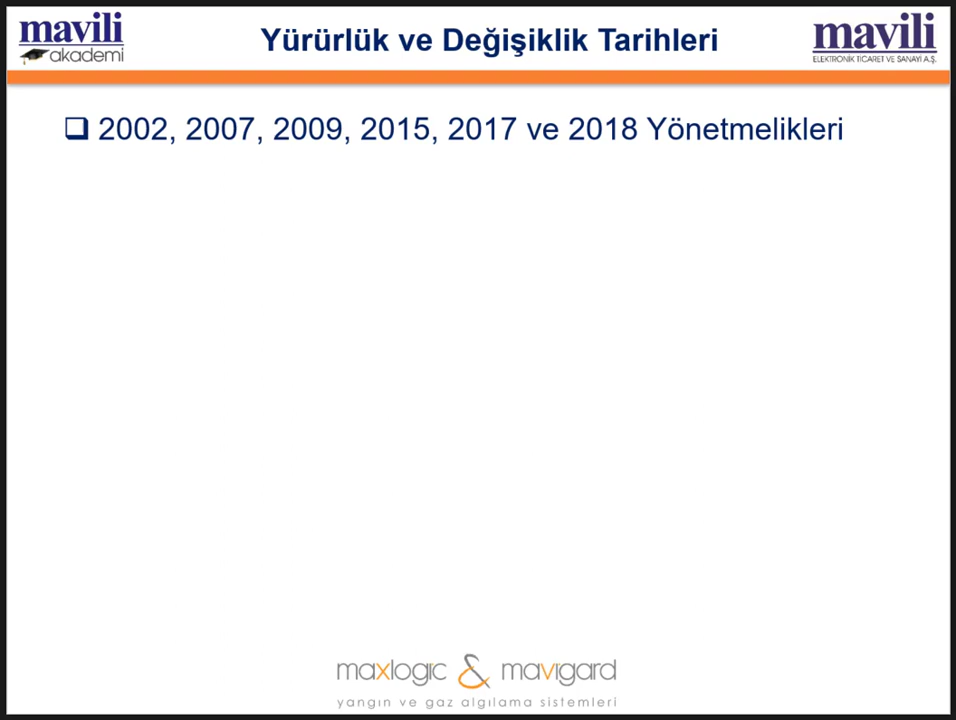 mavili
akademi
Yürürlük ve Değişiklik Tarihleri
mavili
ELEKTRONİK TİCARET VE SANAYİ A.Ş.
❑ 2002, 2007, 2009, 2015, 2017 ve 2018 Yönetmelikleri
maxlogic & mavigard
yangın ve gaz algılama sistemleri